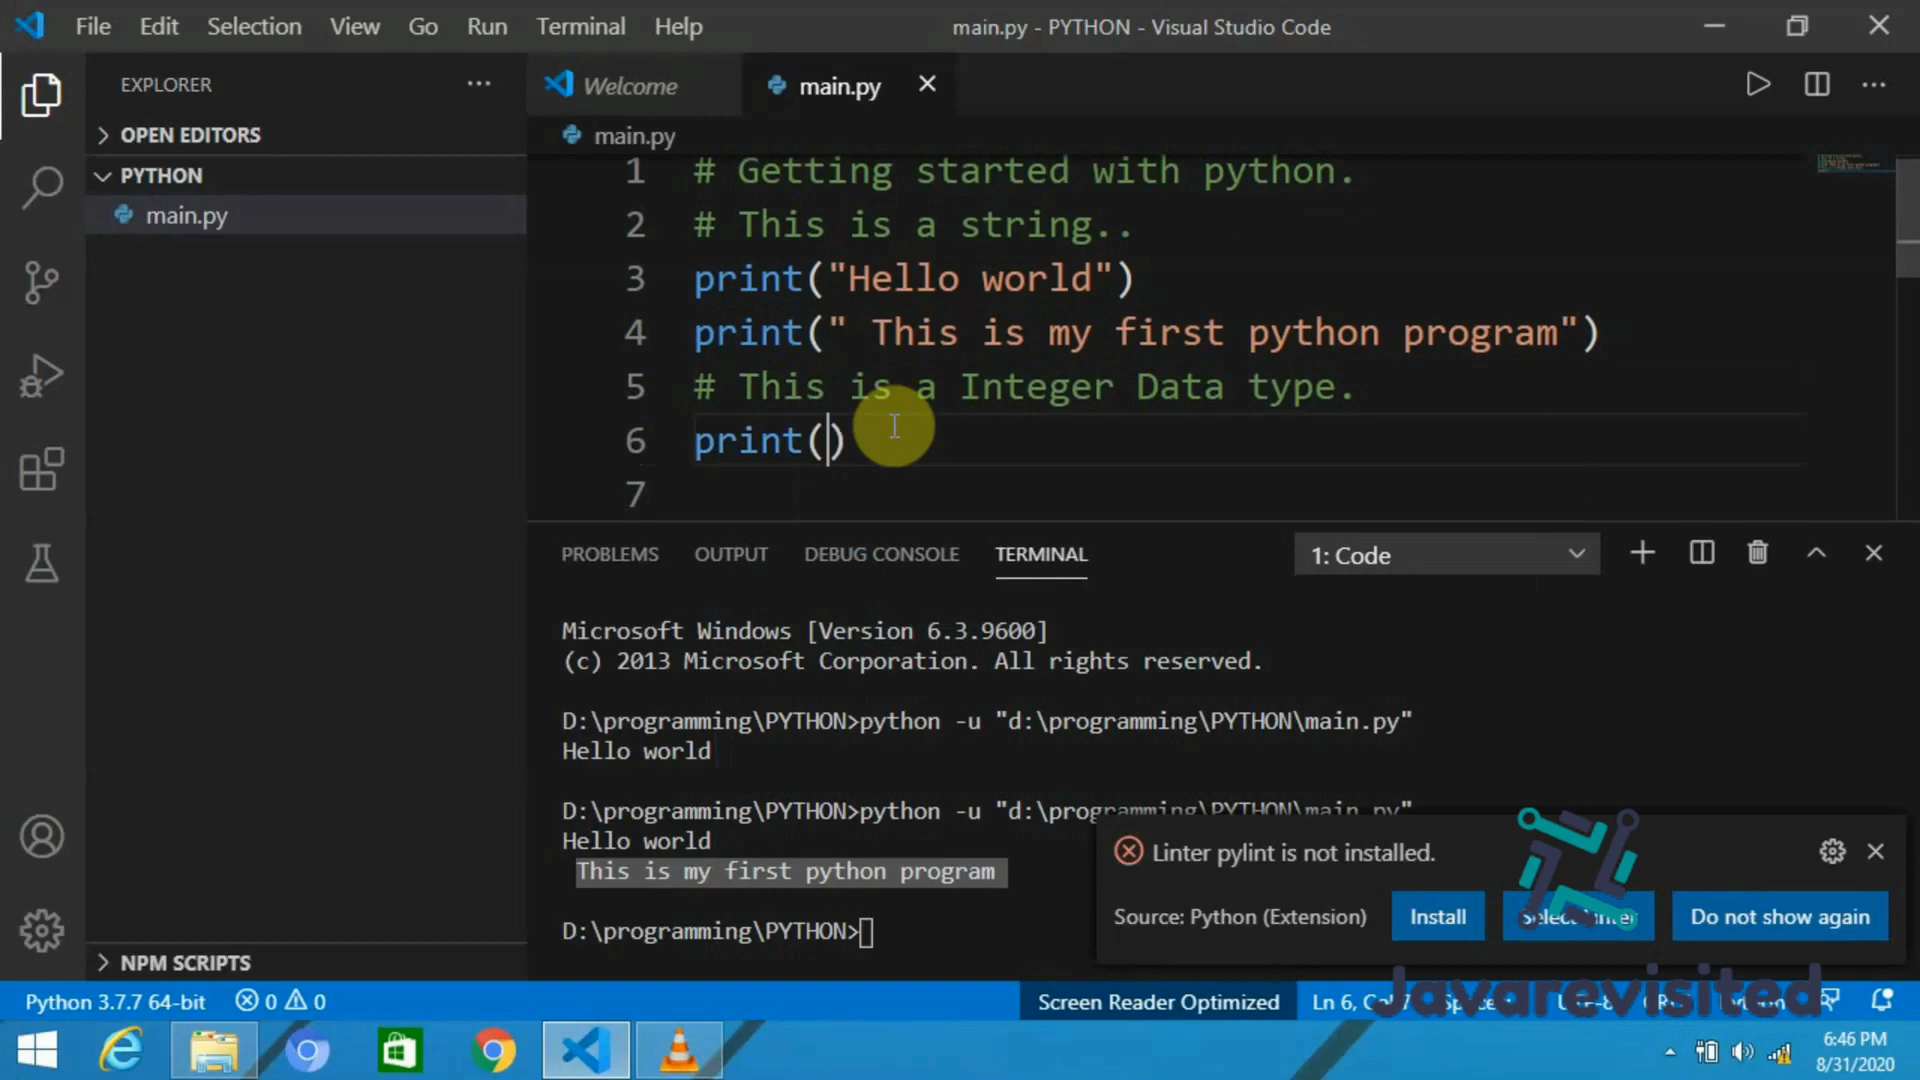 File Edit Selection View Go Run Terminal Help main.py - PYTHON - Visual Studio Code
EXPLORER
OPEN EDITORS
PYTHON
main.py
NPM SCRIPTS
Welcome main.py
main.py
1 # Getting started with python.
2 # This is a string..
3 print("Hello world")
4 print(" This is my first python program")
5 # This is a Integer Data type.
6 print()
7
PROBLEMS OUTPUT DEBUG CONSOLE TERMINAL 1: Code
Microsoft Windows [Version 6.3.9600]
(c) 2013 Microsoft Corporation. All rights reserved.
D:\programming\PYTHON>python -u "d:\programming\PYTHON\main.py"
Hello world
D:\programming\PYTHON>python -u "d:\programming\PYTHON\main.py"
Hello world
This is my first python program
D:\programming\PYTHON>
Linter pylint is not installed.
Source: Python (Extension) Install Select Linter Do not show again
Javarevisited
Python 3.7.7 64-bit 0 0 Screen Reader Optimized Ln 6,
6:46 PM
8/31/2020